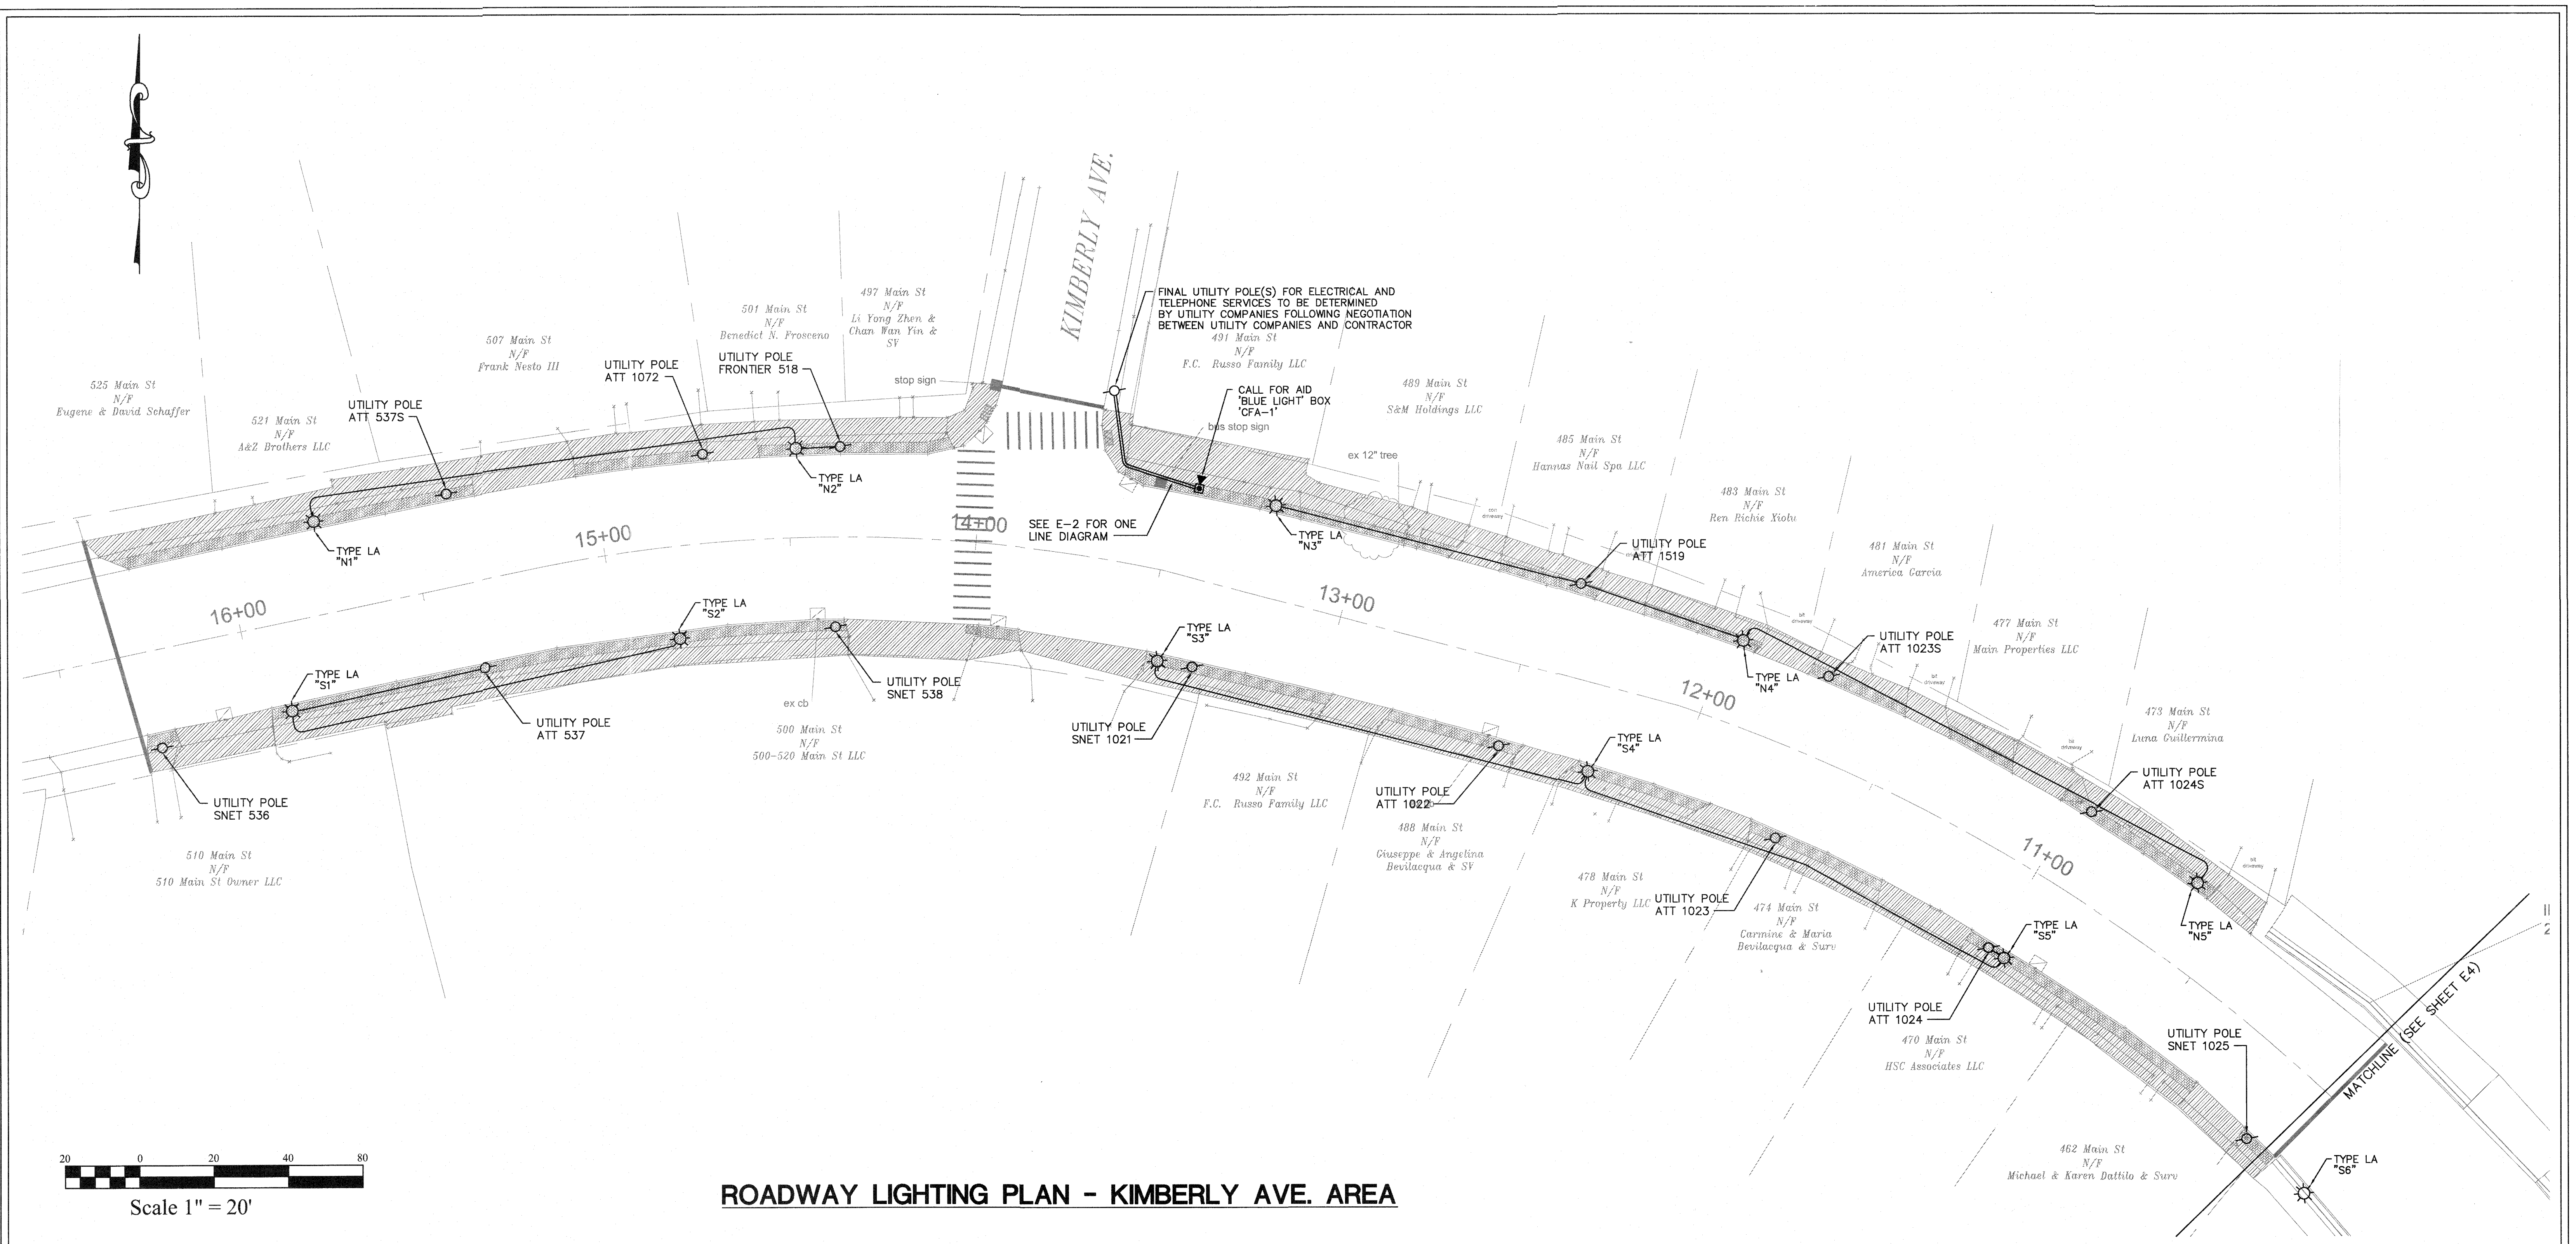 KIMBERLY AVE.
FINAL UTILITY POLE(S) FOR ELECTRICAL AND
TELEPHONE SERVICES TO BE DETERMINED
BY UTILITY COMPANIES FOLLOWING NEGOTIATION
BETWEEN UTILITY COMPANIES AND CONTRACTOR
525 Main St
N/F
Eugene & David Schaffer
521 Main St
N/F
A&Z Brothers LLC
507 Main St
N/F
Frank Nesto III
501 Main St
N/F
Benedict N. Frosceno
497 Main St
N/F
Li Yong Zhen &
Chan Wan Yin &
SV
491 Main St
N/F
F.C. Russo Family LLC
489 Main St
N/F
S&M Holdings LLC
485 Main St
N/F
Hannas Nail Spa LLC
483 Main St
N/F
Ren Richie Xiolu
481 Main St
N/F
America Garcia
477 Main St
N/F
Main Properties LLC
473 Main St
N/F
Luna Guillermina
UTILITY POLE
ATT 537S
UTILITY POLE
ATT 1072
UTILITY POLE
FRONTIER 518
stop sign
CALL FOR AID
'BLUE LIGHT' BOX
'CFA-1'
bus stop sign
ex 12" tree
con
driveway
UTILITY POLE
ATT 1519
bit
driveway
UTILITY POLE
ATT 1023S
bit
driveway
bit
driveway
UTILITY POLE
ATT 1024S
bit
driveway
TYPE LA
"N1"
TYPE LA
"N2"
TYPE LA
"N3"
TYPE LA
"N4"
TYPE LA
"N5"
SEE E-2 FOR ONE
LINE DIAGRAM
16+00
15+00
14+00
13+00
12+00
11+00
TYPE LA
"S1"
TYPE LA
"S2"
TYPE LA
"S3"
TYPE LA
"S4"
TYPE LA
"S5"
TYPE LA
"S6"
UTILITY POLE
SNET 536
UTILITY POLE
ATT 537
UTILITY POLE
SNET 538
ex cb
UTILITY POLE
SNET 1021
UTILITY POLE
ATT 1022
UTILITY POLE
ATT 1023
UTILITY POLE
ATT 1024
UTILITY POLE
SNET 1025
510 Main St
N/F
510 Main St Owner LLC
500 Main St
N/F
500-520 Main St LLC
492 Main St
N/F
F.C. Russo Family LLC
488 Main St
N/F
Giuseppe & Angelina
Bevilacqua & SV
478 Main St
N/F
K Property LLC
474 Main St
N/F
Carmine & Maria
Bevilacqua & Surv
470 Main St
N/F
HSC Associates LLC
462 Main St
N/F
Michael & Karen Dattilo & Surv
MATCHLINE (SEE SHEET E4)
20 0 20 40 80
Scale 1" = 20'
ROADWAY LIGHTING PLAN - KIMBERLY AVE. AREA